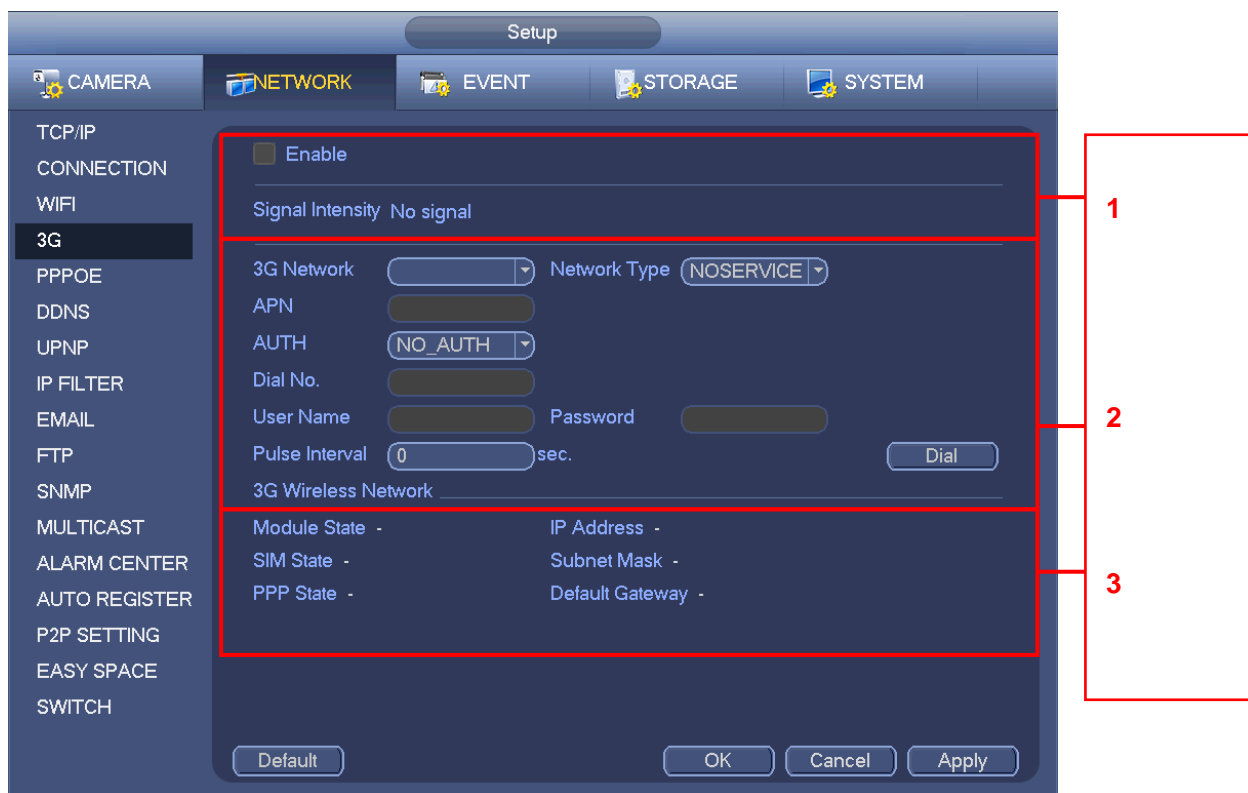 Setup
CAMERA NETWORK EVENT STORAGE SYSTEM
TCP/IP
CONNECTION
WIFI
3G
PPPOE
DDNS
UPNP
IP FILTER
EMAIL
FTP
SNMP
MULTICAST
ALARM CENTER
AUTO REGISTER
P2P SETTING
EASY SPACE
SWITCH
Enable
Signal Intensity No signal
1
3G Network Network Type NOSERVICE
APN
AUTH NO_AUTH
Dial No.
User Name Password
2
Pulse Interval 0 sec. Dial
3G Wireless Network
Module State - IP Address -
SIM State - Subnet Mask -
3
PPP State - Default Gateway -
Default OK Cancel Apply